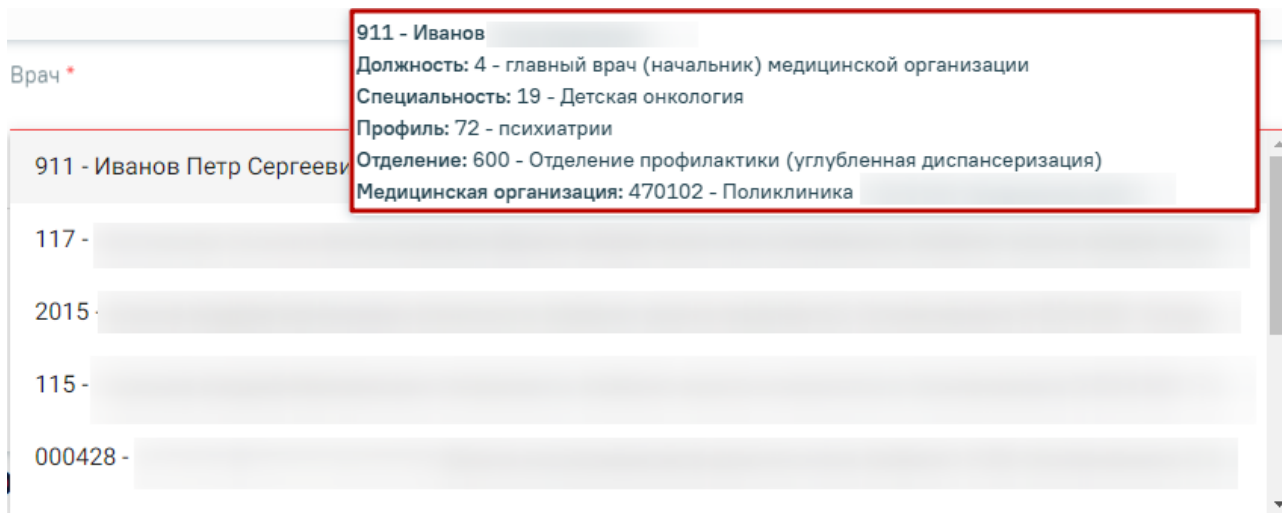 911 - Иванов
Должность: 4 - главный врач (начальник) медицинской организации
Врач *
Специальность: 19 - Детская онкология
Профиль: 72 - психиатрии
911 - Иванов Петр Сергееви
Отделение: 600 - Отделение профилактики (углубленная диспансеризация)
Медицинская организация: 470102 - Поликлиника
117 -
2015 -
115 -
000428 -